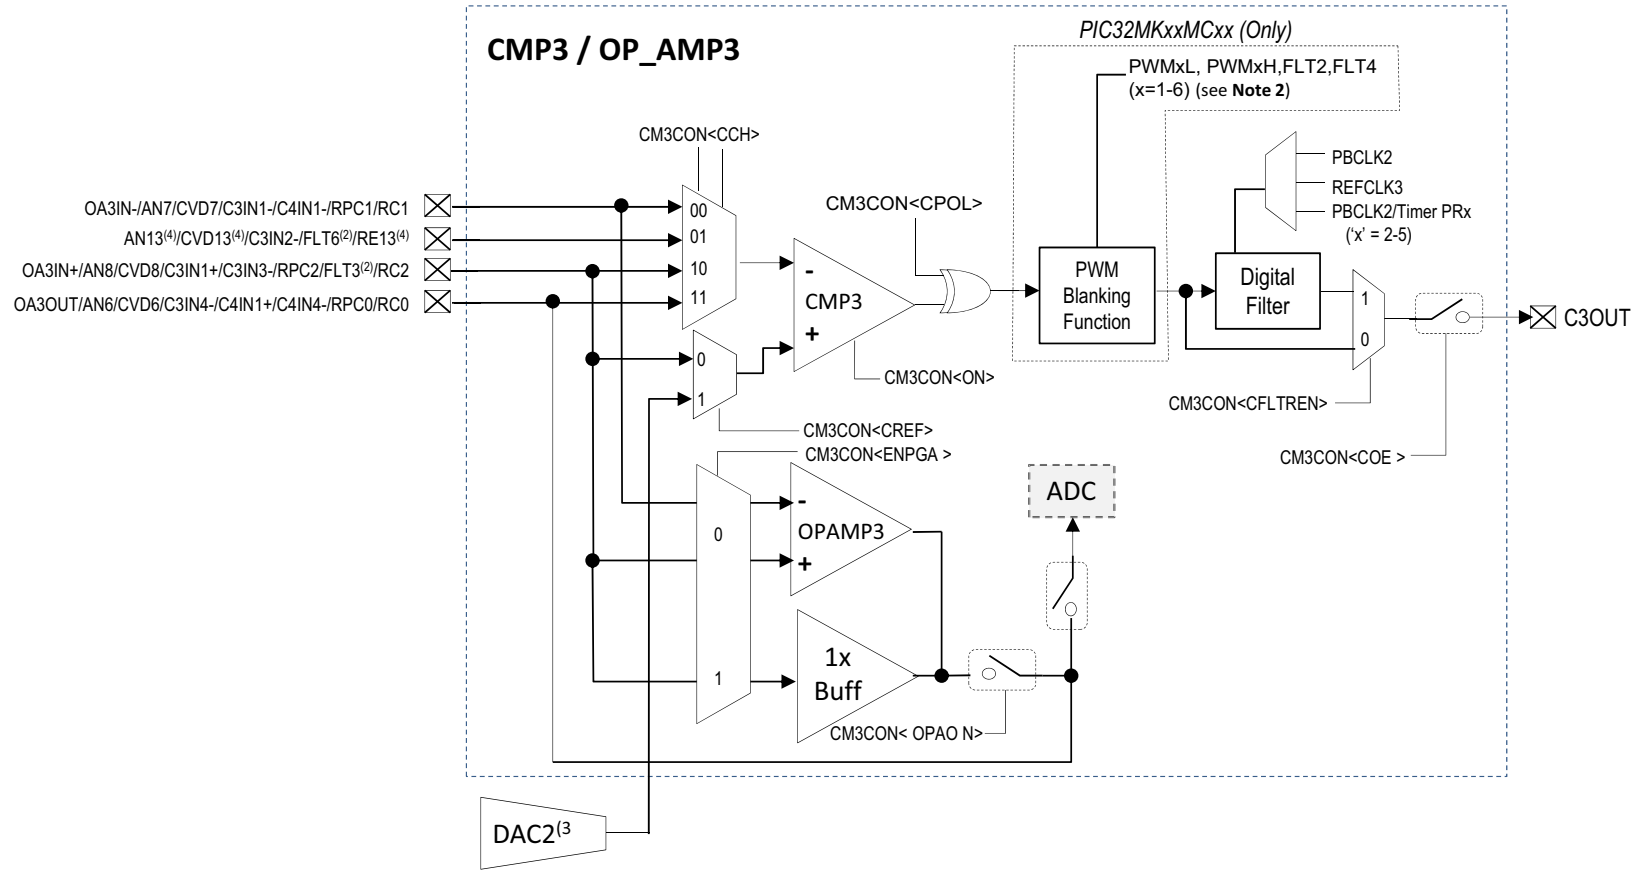 CMP3 / OP_AMP3
PIC32MKxxMCxx (Only)
PWMxL, PWMxH,FLT2,FLT4
(x=1-6) (see Note 2)
CM3CON<CCH>
PBCLK2
REFCLK3
PBCLK2/Timer PRx
('x' = 2-5)
OA3IN-/AN7/CVD7/C3IN1-/C4IN1-/RPC1/RC1
AN13(4)/CVD13(4)/C3IN2-/FLT6(2)/RE13(4)
OA3IN+/AN8/CVD8/C3IN1+/C3IN3-/RPC2/FLT3(2)/RC2
OA3OUT/AN6/CVD6/C3IN4-/C4IN1+/C4IN4-/RPC0/RC0
00
01
10
11
CM3CON<CPOL>
-
CMP3
+
PWM
Blanking
Function
Digital
Filter
1
0
C3OUT
0
1
CM3CON<ON>
CM3CON<CFLTREN>
CM3CON<CREF>
CM3CON<ENPGA >
CM3CON<COE >
ADC
0
1
-
OPAMP3
+
1x
Buff
CM3CON< OPAO N>
DAC2(3